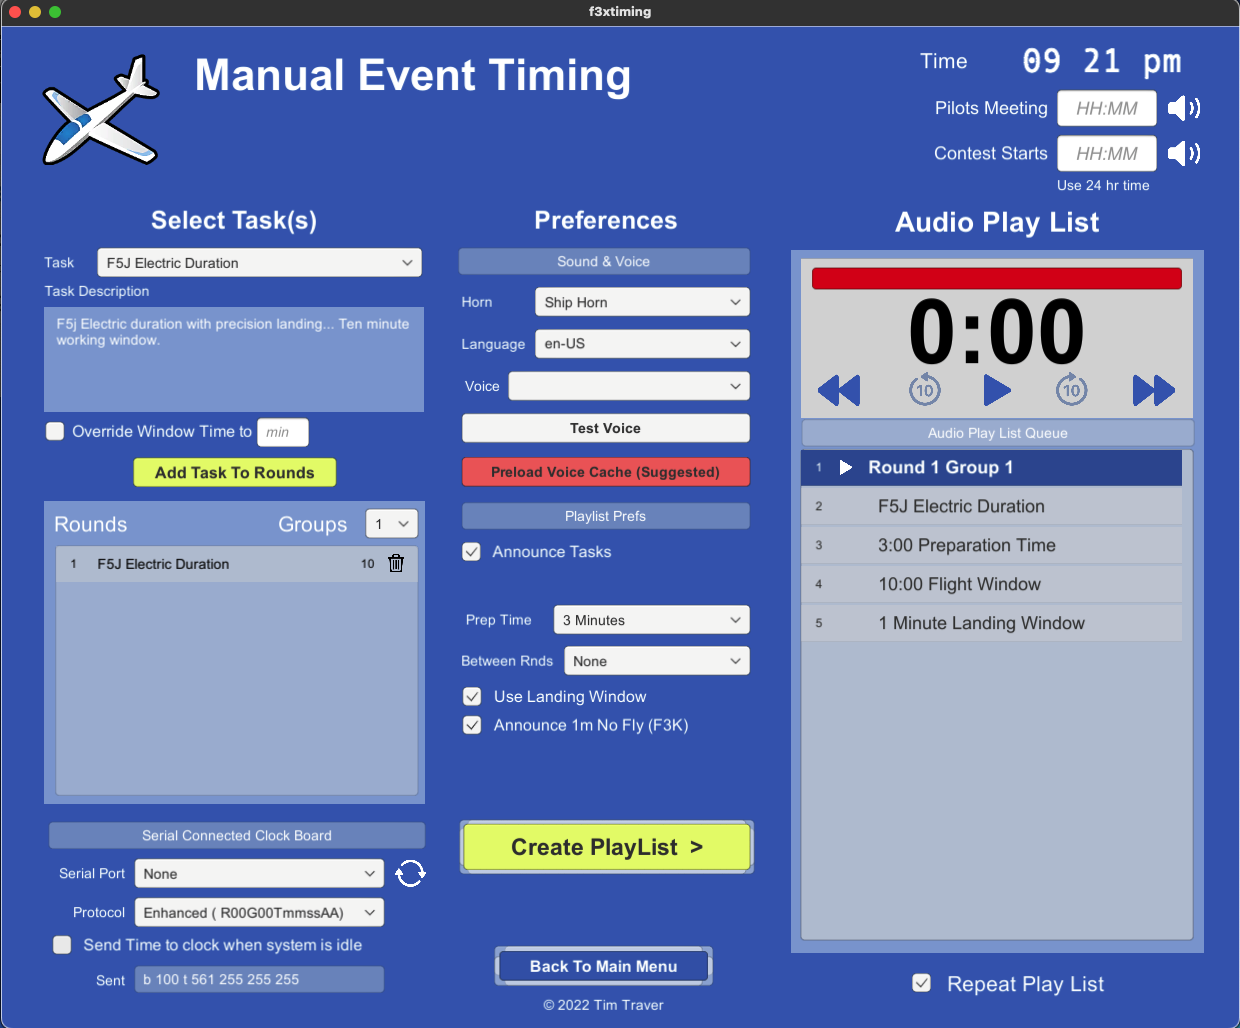 f3xtiming
Manual Event Timing
Time 09 21 pm
Pilots Meeting HH:MM
Contest Starts HH:MM
Use 24 hr time
Select Task(s)
Task F5J Electric Duration
Task Description
F5j Electric duration with precision landing... Ten minute
working window.
Override Window Time to min
Add Task To Rounds
Rounds Groups 1
1 F5J Electric Duration 10
Serial Connected Clock Board
Serial Port None
Protocol Enhanced ( R00G00TmmssAA)
Send Time to clock when system is idle
Sent b 100 t 561 255 255 255
Preferences
Sound & Voice
Horn Ship Horn
Language en-US
Voice
Test Voice
Preload Voice Cache (Suggested)
Playlist Prefs
Announce Tasks
Prep Time 3 Minutes
Between Rnds None
Use Landing Window
Announce 1m No Fly (F3K)
Create PlayList >
Back To Main Menu
© 2022 Tim Traver
Audio Play List
0:00
10 10
Audio Play List Queue
1 Round 1 Group 1
2 F5J Electric Duration
3 3:00 Preparation Time
4 10:00 Flight Window
5 1 Minute Landing Window
Repeat Play List